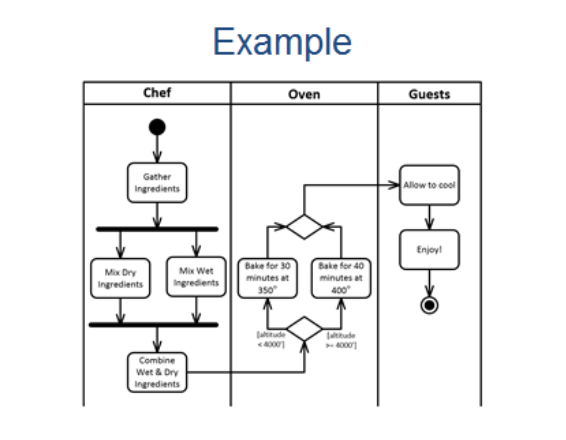 Example
Chef
Oven
Guests
Gather
Ingredients
Allow to cool
Mix Dry
Ingredients
Mix Wet
Ingredients
Bake for 30
minutes at
350°
Bake for 40
minutes at
400°
Enjoy!
[altitude
< 4000']
[altitude
>= 4000']
Combine
Wet & Dry
Ingredients